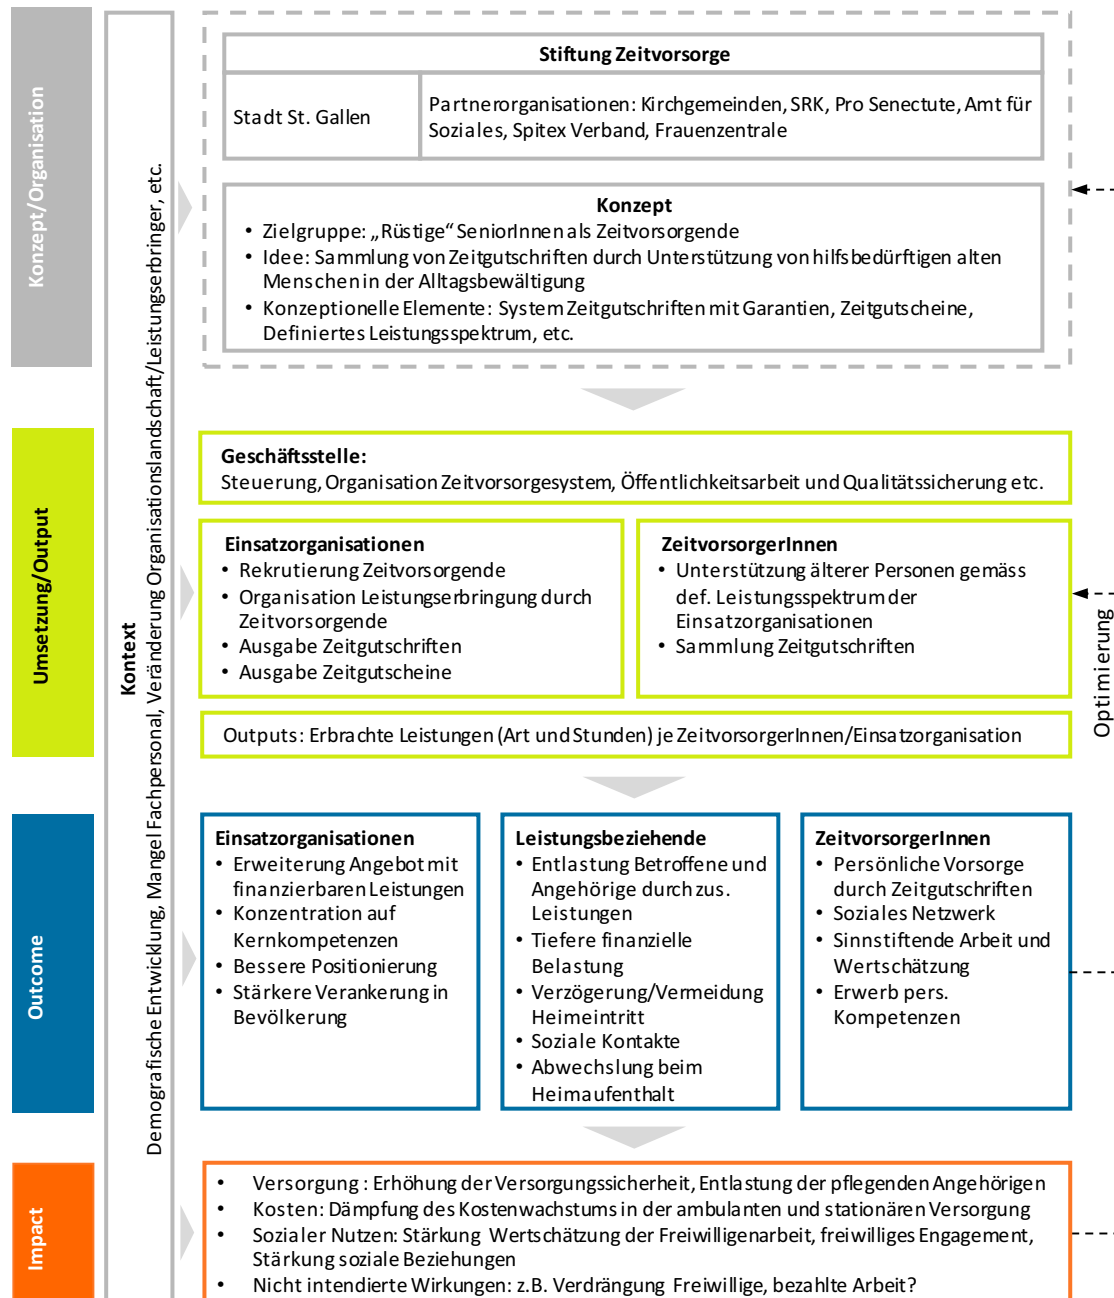 Konzept/Organisation
Kontext
Demografische Entwicklung, Mangel Fachpersonal, Veränderung Organisationslandschaft/Leistungserbringer, etc.
Stiftung Zeitvorsorge
Stadt St. Gallen
Partnerorganisationen: Kirchgemeinden, SRK, Pro Senectute, Amt für
Soziales, Spitex Verband, Frauenzentrale
Konzept
• Zielgruppe: „Rüstige“ SeniorInnen als Zeitvorsorgende
• Idee: Sammlung von Zeitgutschriften durch Unterstützung von hilfsbedürftigen alten
Menschen in der Alltagsbewältigung
• Konzeptionelle Elemente: System Zeitgutschriften mit Garantien, Zeitgutscheine,
Definiertes Leistungsspektrum, etc.
Umsetzung/Output
Geschäftsstelle:
Steuerung, Organisation Zeitvorsorgesystem, Öffentlichkeitsarbeit und Qualitätssicherung etc.
Einsatzorganisationen
• Rekrutierung Zeitvorsorgende
• Organisation Leistungserbringung durch
Zeitvorsorgende
• Ausgabe Zeitgutschriften
• Ausgabe Zeitgutscheine
ZeitvorsorgerInnen
• Unterstützung älterer Personen gemäss
def. Leistungsspektrum der
Einsatzorganisationen
• Sammlung Zeitgutschriften
Outputs: Erbrachte Leistungen (Art und Stunden) je ZeitvorsorgerInnen/Einsatzorganisation
Optimierung
Outcome
Einsatzorganisationen
• Erweiterung Angebot mit
finanzierbaren Leistungen
• Konzentration auf
Kernkompetenzen
• Bessere Positionierung
• Stärkere Verankerung in
Bevölkerung
Leistungsbeziehende
• Entlastung Betroffene und
Angehörige durch zus.
Leistungen
• Tiefere finanzielle
Belastung
• Verzögerung/Vermeidung
Heimeintritt
• Soziale Kontakte
• Abwechslung beim
Heimaufenthalt
ZeitvorsorgerInnen
• Persönliche Vorsorge
durch Zeitgutschriften
• Soziales Netzwerk
• Sinnstiftende Arbeit und
Wertschätzung
• Erwerb pers.
Kompetenzen
Impact
• Versorgung : Erhöhung der Versorgungssicherheit, Entlastung der pflegenden Angehörigen
• Kosten: Dämpfung des Kostenwachstums in der ambulanten und stationären Versorgung
• Sozialer Nutzen: Stärkung Wertschätzung der Freiwilligenarbeit, freiwilliges Engagement,
Stärkung soziale Beziehungen
• Nicht intendierte Wirkungen: z.B. Verdrängung Freiwillige, bezahlte Arbeit?